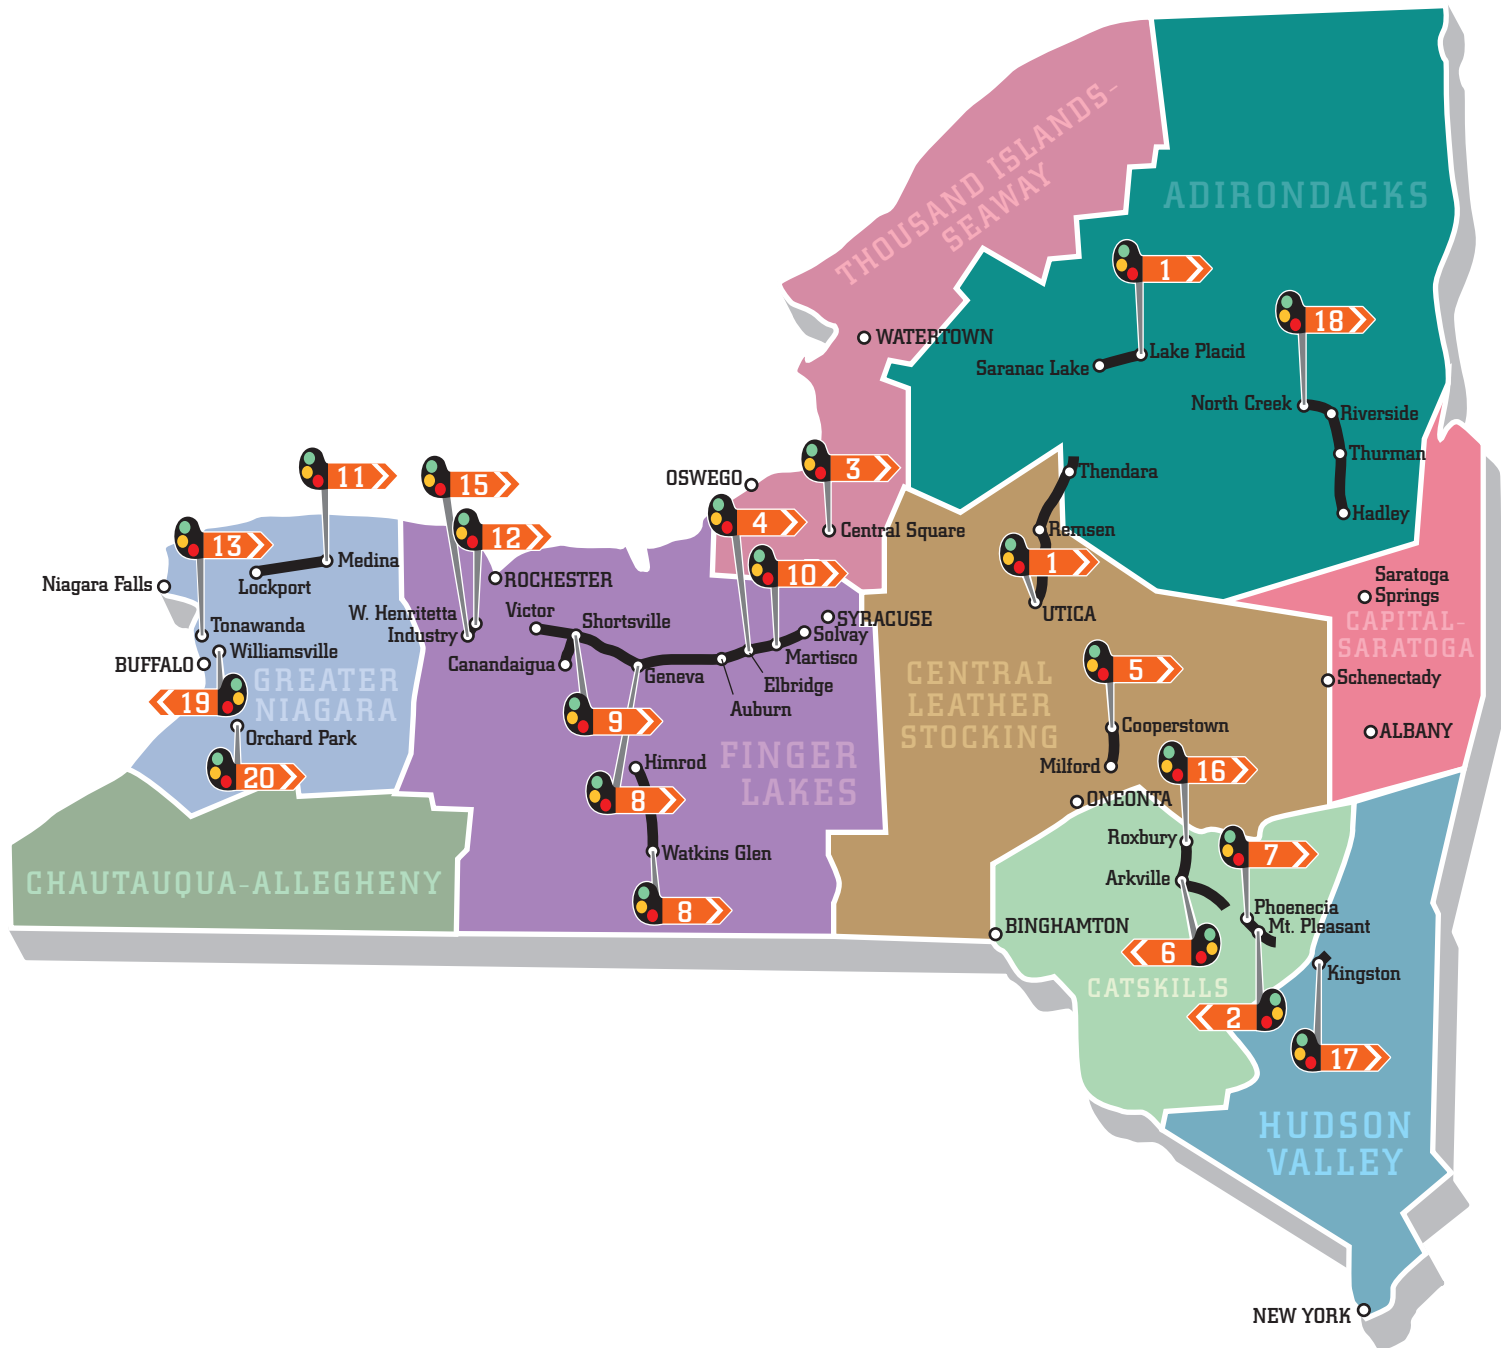 THOUSAND ISLANDS-
SEAWAY
ADIRONDACKS
1
18
WATERTOWN
Lake Placid
Saranac Lake
North Creek
Riverside
Thurman
Hadley
11
15
3
OSWEGO
Thendara
4
Central Square
Remsen
13
12
10
1
Medina
Niagara Falls
Lockport
ROCHESTER
UTICA
Saratoga
Springs
CAPITAL-
SARATOGA
Tonawanda
W. Henritetta
Industry
Victor
Shortsville
SYRACUSE
Solvay
Williamsville
BUFFALO
Canandaigua
Geneva
Martisco
Elbridge
Auburn
GREATER
NIAGARA
19
Orchard Park
20
9
CENTRAL
LEATHER
STOCKING
5
Schenectady
Cooperstown
ALBANY
Milford
16
Himrod
FINGER
LAKES
8
ONEONTA
Roxbury
7
Watkins Glen
Arkville
CHAUTAUQUA-ALLEGHENY
8
Phoenecia
Mt. Pleasant
BINGHAMTON
6
Kingston
CATSKILLS
2
17
HUDSON
VALLEY
NEW YORK